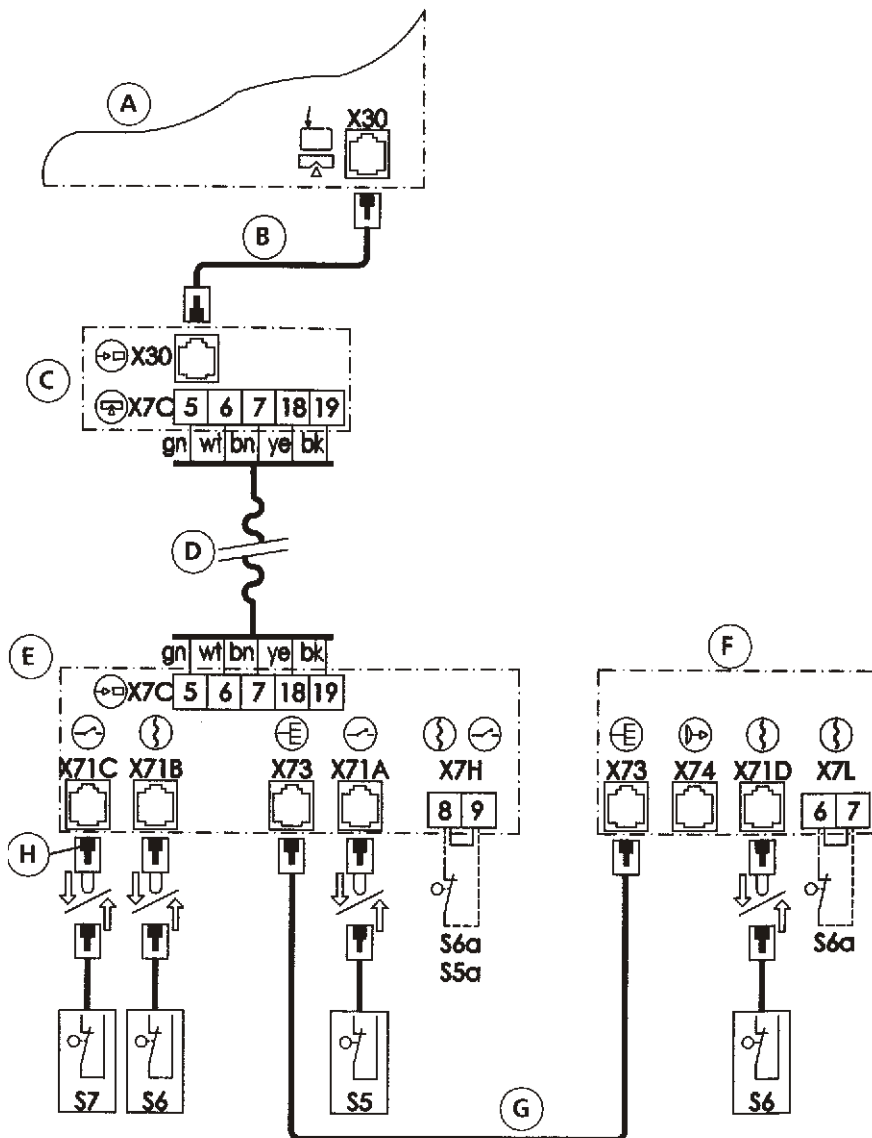 A
X30
B
C
X30
X7C 5 6 7 18 19
gn wt bn ye bk
D
E
F
gn wt bn ye bk
X7C 5 6 7 18 19
X71C X71B X73 X71A X7H
8 9
X73 X74 X71D X7L
6 7
H
S6a
S5a
S6a
S7 S6 S5 S6
G